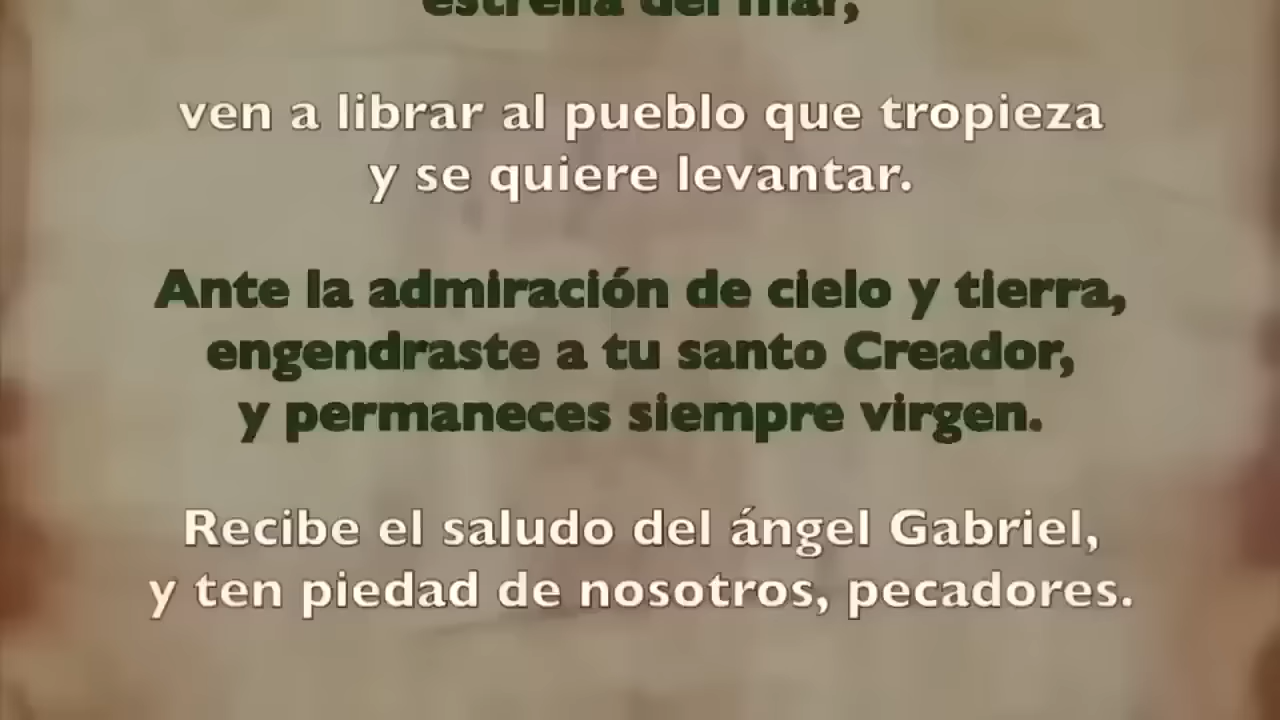 estrella del mar,
ven a librar al pueblo que tropieza
y se quiere levantar.
Ante la admiración de cielo y tierra,
engendraste a tu santo Creador,
y permaneces siempre virgen.
Recibe el saludo del ángel Gabriel,
y ten piedad de nosotros, pecadores.